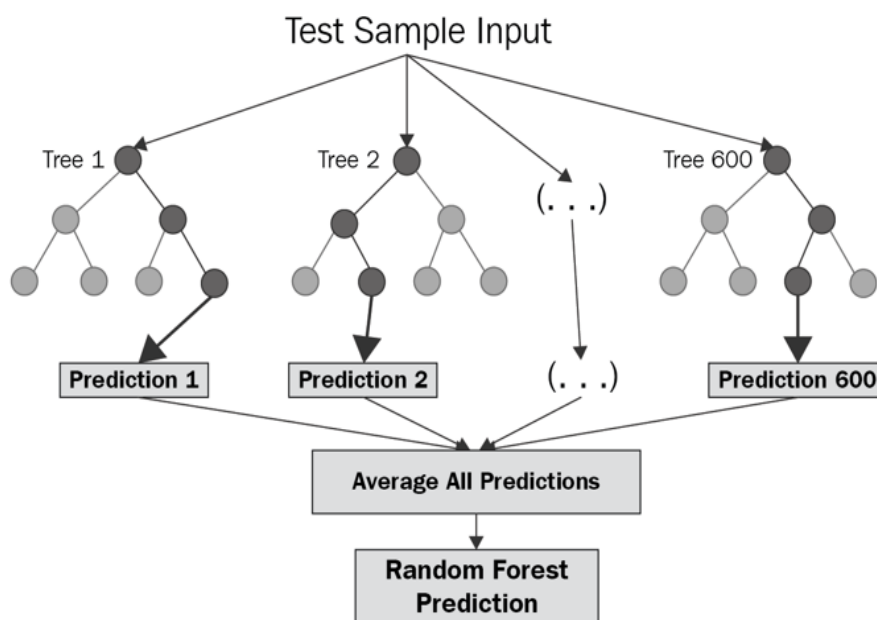 Test Sample Input
Tree 1
Tree 2
Tree 600
(. . .)
Prediction 1
Prediction 2
(. . .)
Prediction 600
Average All Predictions
Random Forest
Prediction